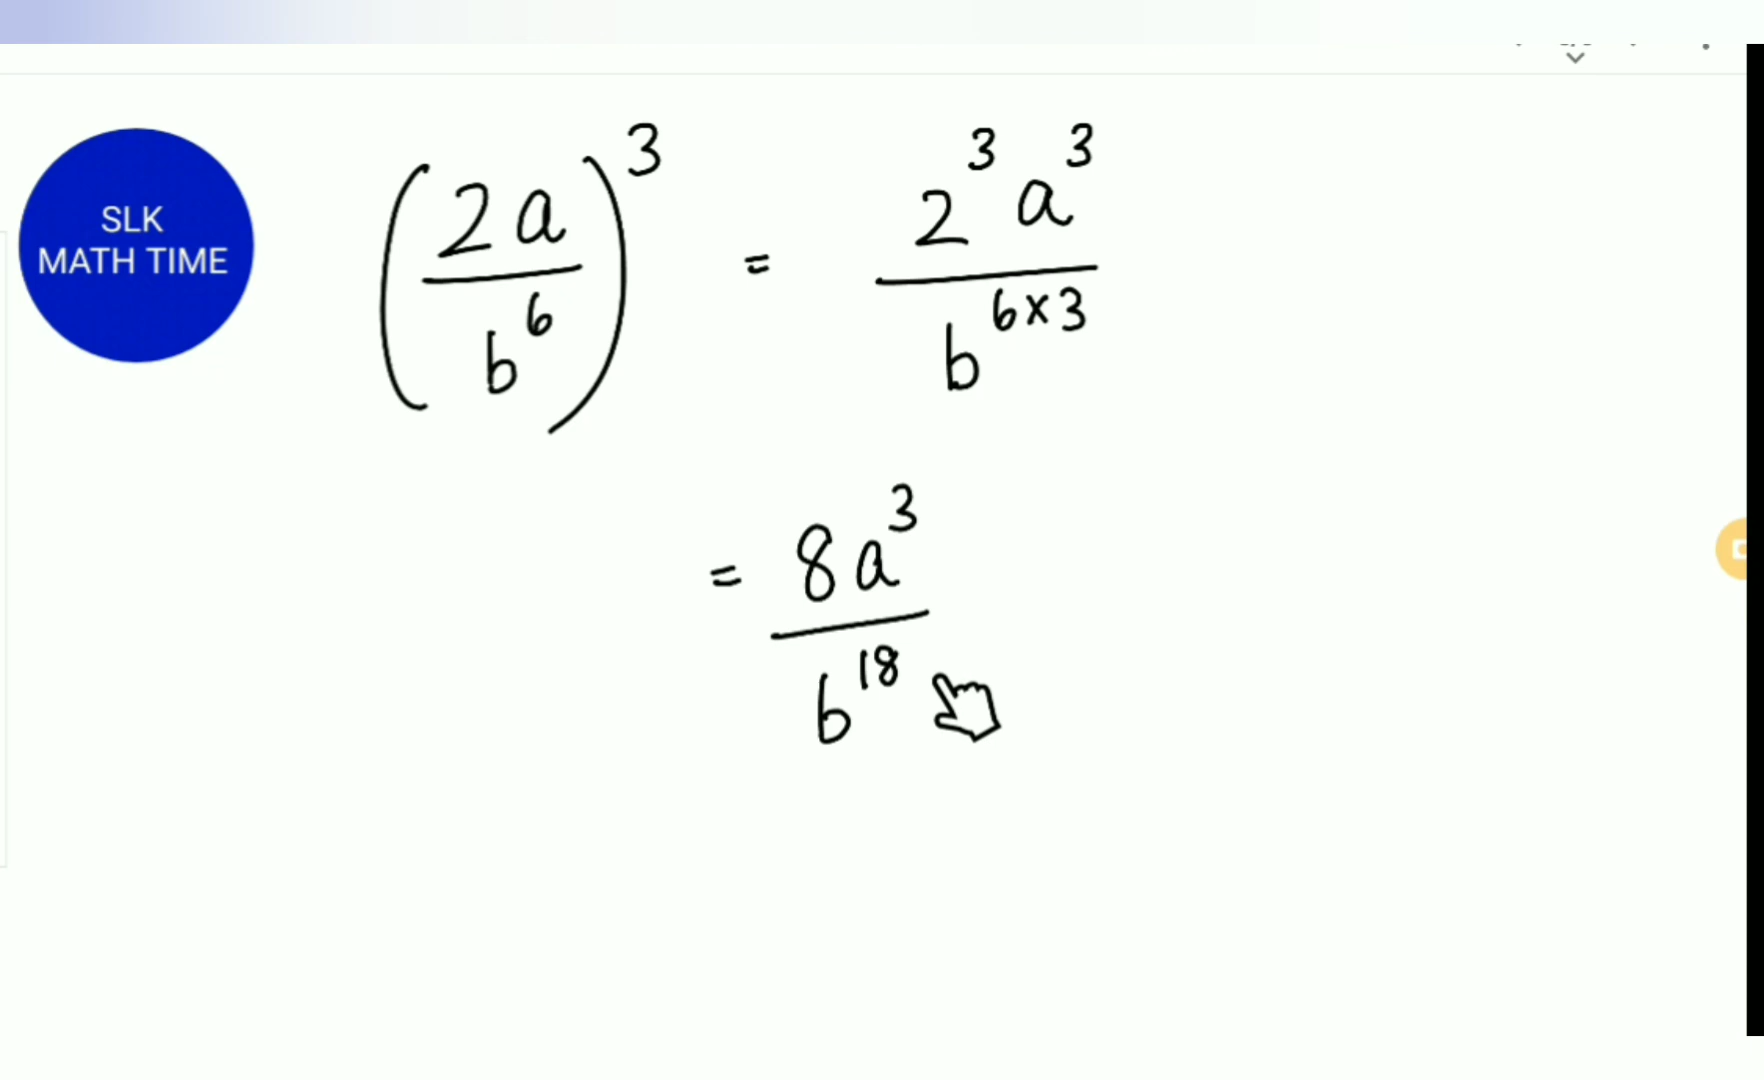 SLK
MATH TIME
(2a/b^6)^3 = 2^3 a^3/b^(6×3)
= 8a^3/b^18